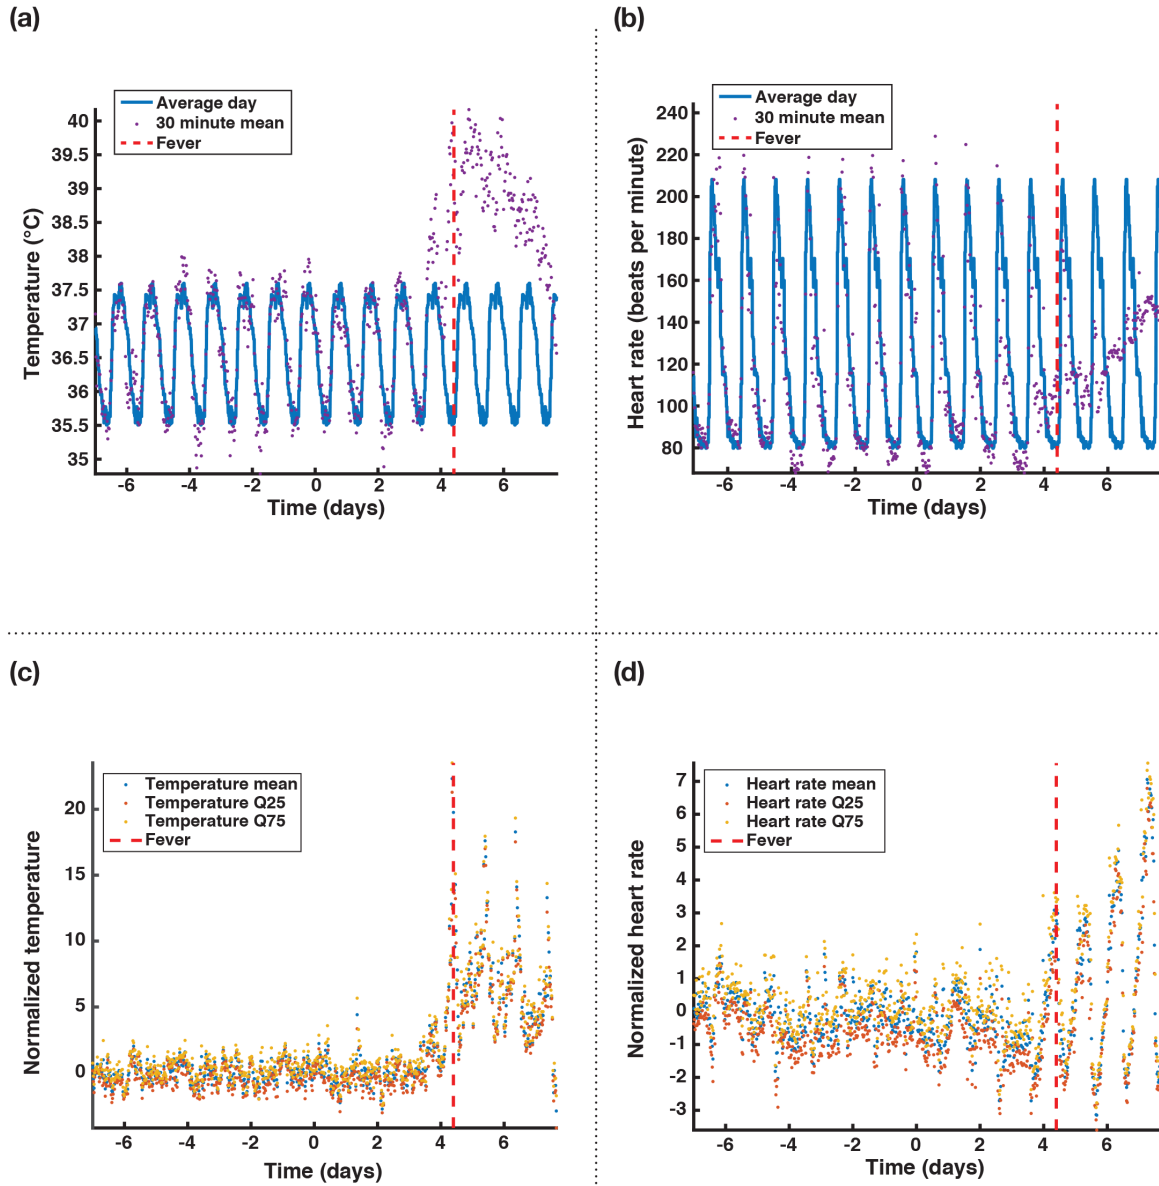 (a)
Average day
30 minute mean
Fever
Temperature (°C)
40
39.5
39
38.5
38
37.5
37
36.5
36
35.5
35
-6 -4 -2 0 2 4 6
Time (days)
(b)
Average day
30 minute mean
Fever
Heart rate (beats per minute)
240
220
200
180
160
140
120
100
80
-6 -4 -2 0 2 4 6
Time (days)
(c)
Temperature mean
Temperature Q25
Temperature Q75
Fever
Normalized temperature
20
15
10
5
0
-6 -4 -2 0 2 4 6
Time (days)
(d)
Heart rate mean
Heart rate Q25
Heart rate Q75
Fever
Normalized heart rate
7
6
5
4
3
2
1
0
-1
-2
-3
-6 -4 -2 0 2 4 6
Time (days)